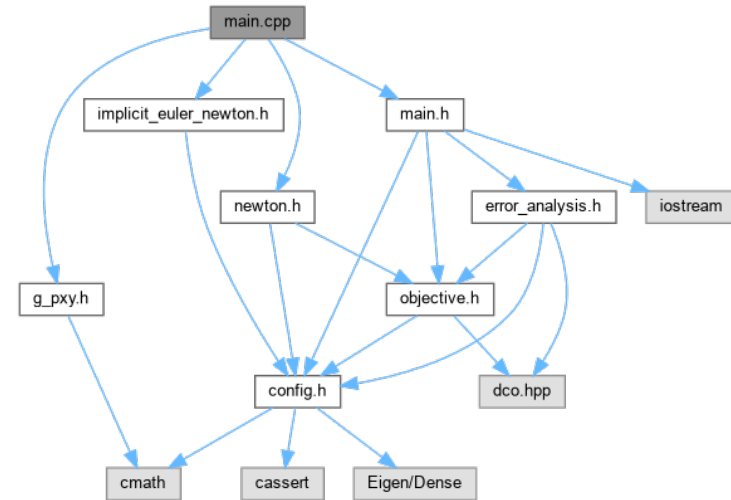 main.cpp
implicit_euler_newton.h
main.h
newton.h
error_analysis.h
iostream
g_pxy.h
objective.h
config.h
dco.hpp
cmath
cassert
Eigen/Dense